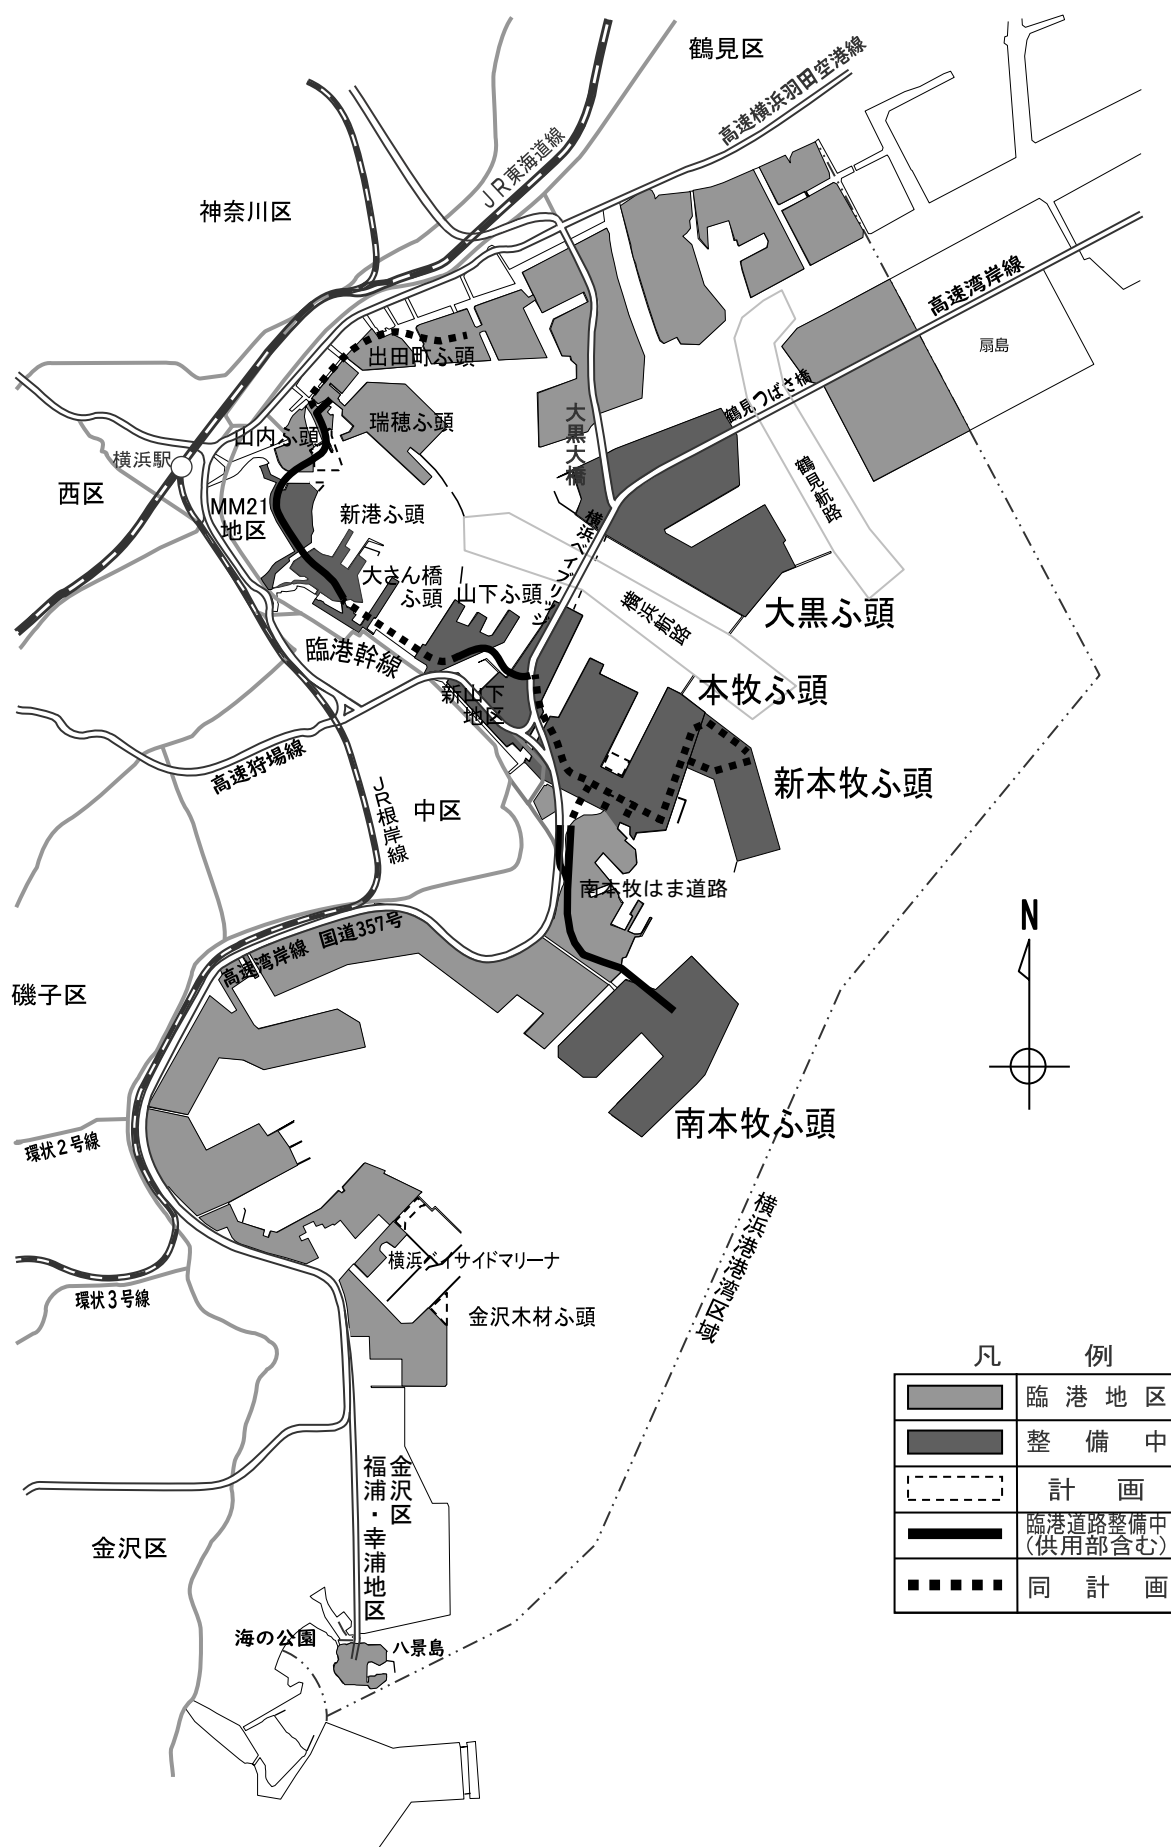 鶴見区
高速横浜羽田空港線
JR東海道線
神奈川区
高速湾岸線
扇島
出田町ふ頭
鶴見つばさ橋
大黒大橋
瑞穂ふ頭
山内ふ頭
横浜駅
鶴見航路
西区
MM21
地区
新港ふ頭
横浜ベイブリッジ
大さん橋
ふ頭
山下ふ頭
横浜航路
大黒ふ頭
臨港幹線
本牧ふ頭
新山下
地区
高速狩場線
JR根岸線
中区
新本牧ふ頭
南本牧はま道路
N
高速湾岸線 国道357号
磯子区
南本牧ふ頭
環状2号線
横浜港港湾区域
横浜ベイサイドマリーナ
環状3号線
金沢木材ふ頭
凡例
臨港地区
整備中
計画
臨港道路整備中
(供用部含む)
同計画
金沢区
福浦・幸浦地区
金沢区
海の公園
八景島